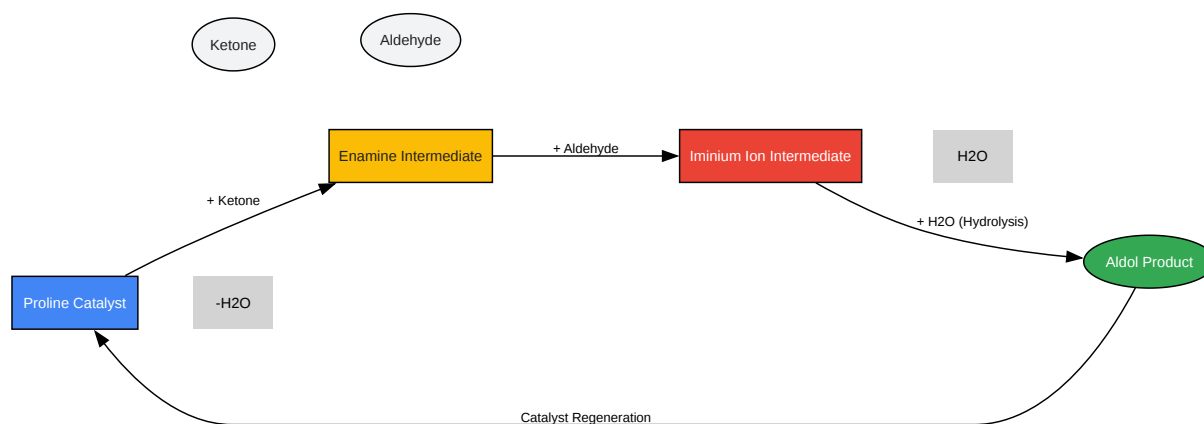 Ketone
Aldehyde
Enamine Intermediate
+ Aldehyde
Iminium Ion Intermediate
H2O
+ Ketone
+ H2O (Hydrolysis)
Aldol Product
Proline Catalyst
-H2O
Catalyst Regeneration